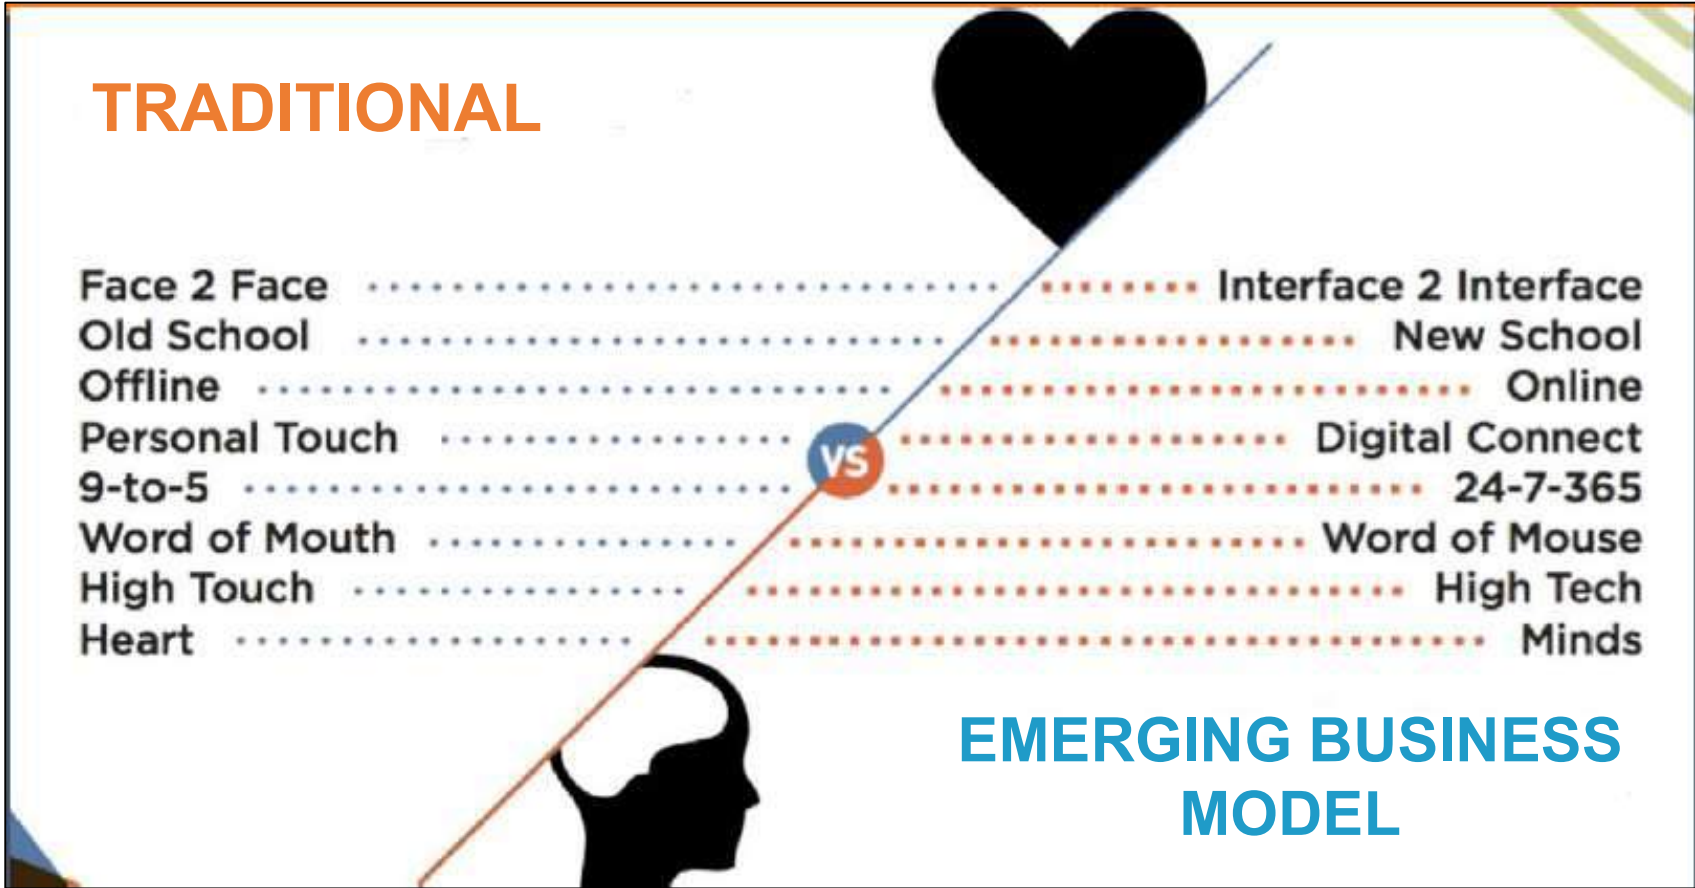 TRADITIONAL
Face 2 Face Interface 2 Interface
Old School New School
Offline Online
Personal Touch Digital Connect
VS
9-to-5 24-7-365
Word of Mouth Word of Mouse
High Touch High Tech
Heart Minds
EMERGING BUSINESS
MODEL